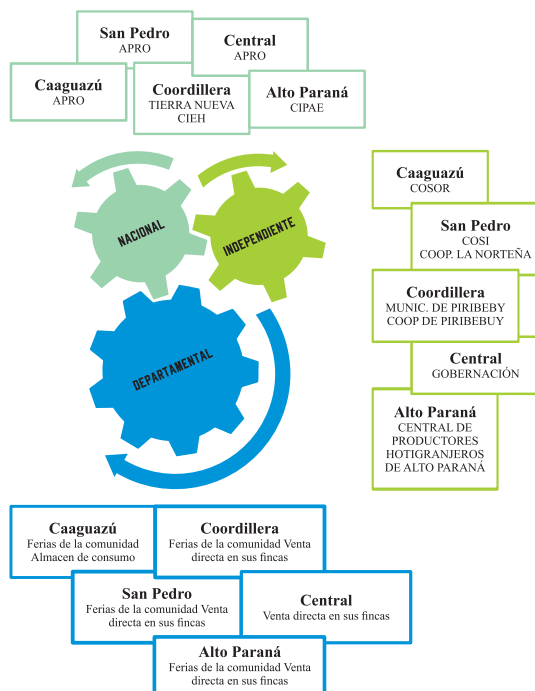 San Pedro
APRO
Central
APRO
Caaguazú
APRO
Coordillera
TIERRA NUEVA
CIEH
Alto Paraná
CIPAE
NACIONAL
INDEPENDIENTE
DEPARTAMENTAL
Caaguazú
COSOR
San Pedro
COSI
COOP. LA NORTEÑA
Coordillera
MUNIC. DE PIRIBEBY
COOP DE PIRIBEBUY
Central
GOBERNACIÓN
Alto Paraná
CENTRAL DE
PRODUCTORES
HOTIGRANJEROS
DE ALTO PARANÁ
Caaguazú
Ferias de la comunidad
Almacen de consumo
Coordillera
Ferias de la comunidad Venta
directa en sus fincas
San Pedro
Ferias de la comunidad Venta
directa en sus fincas
Central
Venta directa en sus fincas
Alto Paraná
Ferias de la comunidad Venta
directa en sus fincas